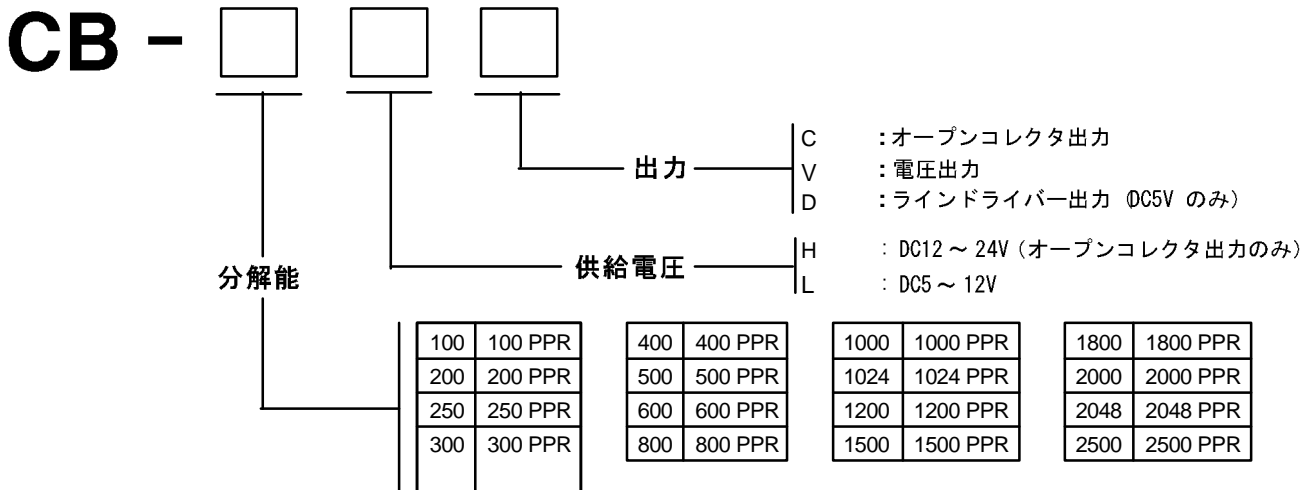 CB -
C :オープンコレクタ出力
出力 V :電圧出力
D :ラインドライバー出力 (DC5V のみ)
H : DC12 ~ 24V (オープンコレクタ出力のみ)
供給電圧
分解能
L : DC5 ~ 12V
100 100 PPR 400 400 PPR 1000 1000 PPR 1800 1800 PPR
200 200 PPR 500 500 PPR 1024 1024 PPR 2000 2000 PPR
250 250 PPR 600 600 PPR 1200 1200 PPR 2048 2048 PPR
300 300 PPR 800 800 PPR 1500 1500 PPR 2500 2500 PPR